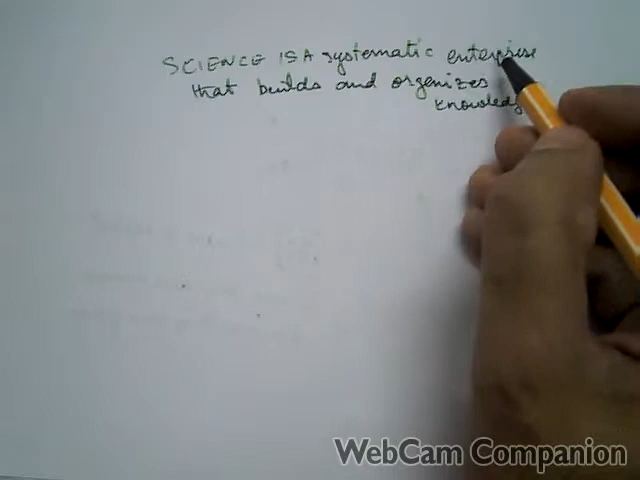 SCIENCE IS A systematic enterprise
that builds and organizes
knowledg
WebCam Companion